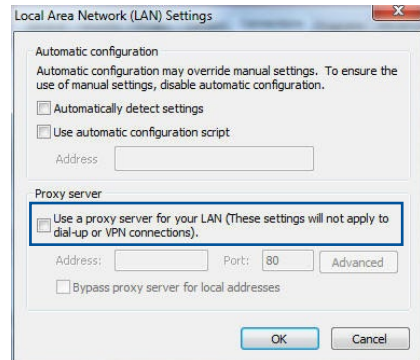 Local Area Network (LAN) Settings
Automatic configuration
Automatic configuration may override manual settings. To ensure the
use of manual settings, disable automatic configuration.
Automatically detect settings
Use automatic configuration script
Address
Proxy server
Use a proxy server for your LAN (These settings will not apply to
dial-up or VPN connections).
Address: Port: 80 Advanced
Bypass proxy server for local addresses
OK Cancel